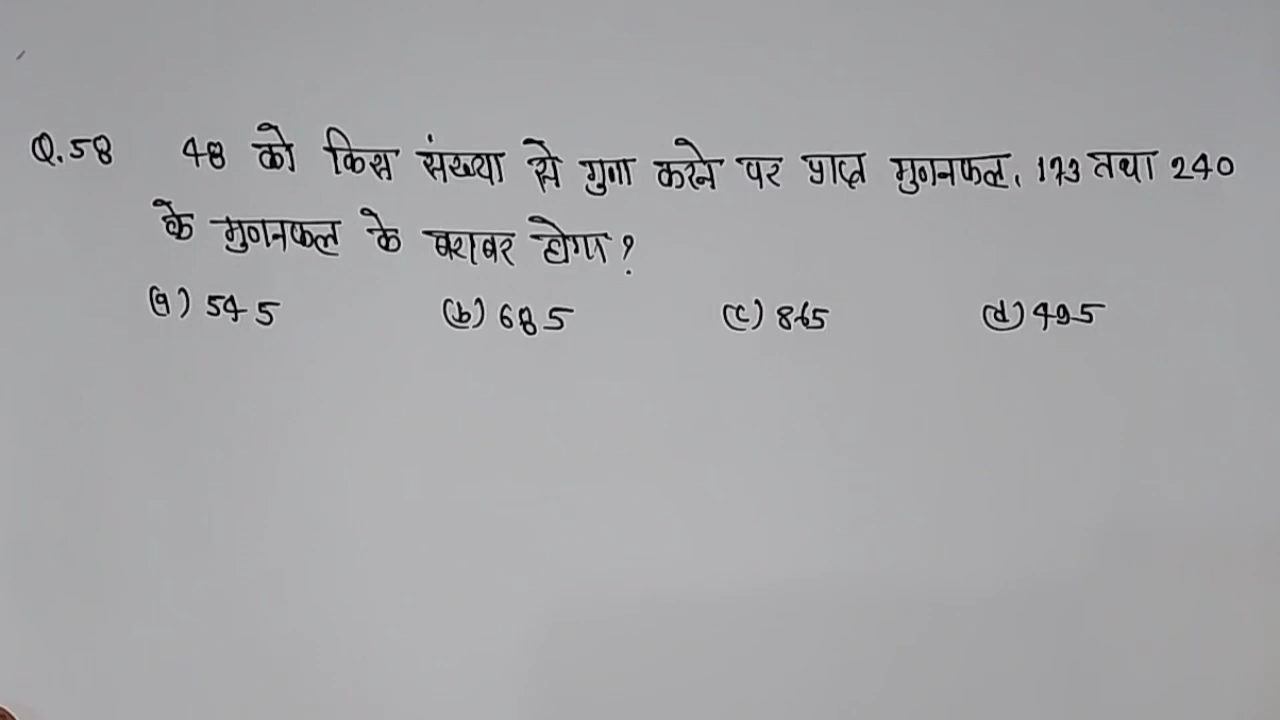 Q.58 48 को किस संख्या से गुणा करने पर प्राप्त गुणनफल, 173 तथा 240
के गुणनफल के बराबर होगा ?
(a) 545 (b) 685 (c) 865 (d) 495